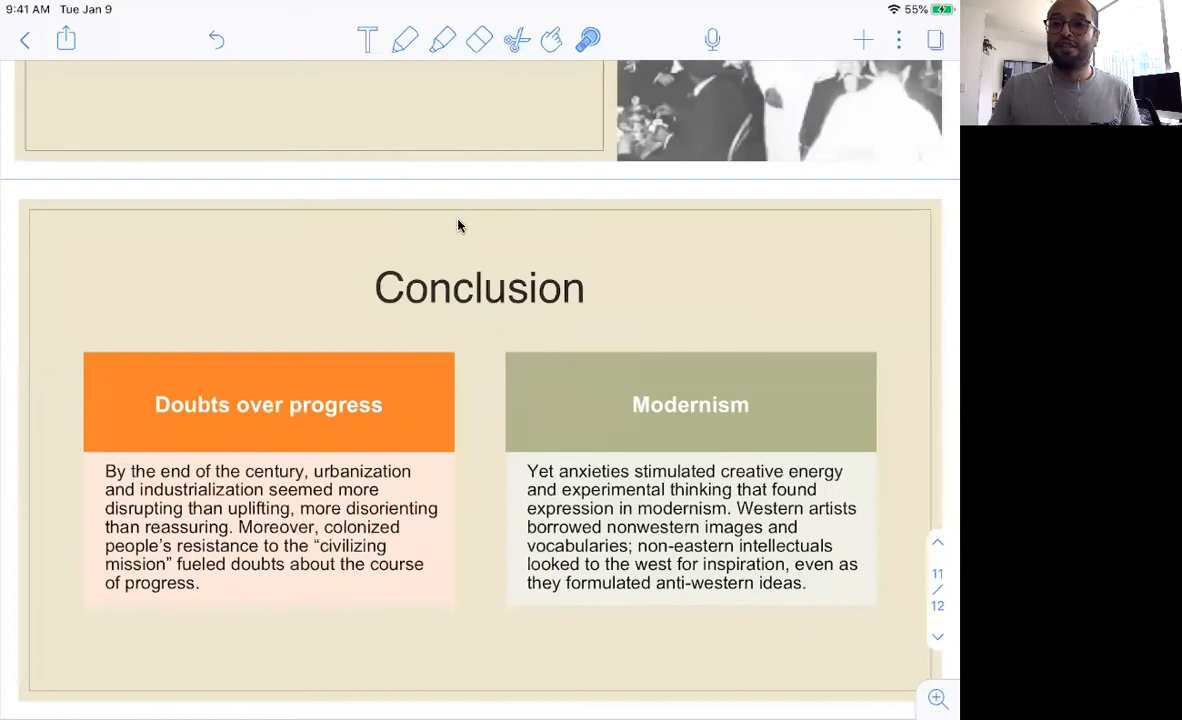 9:41 AM Tue Jan 9
55%
T
Conclusion
Doubts over progress
By the end of the century, urbanization
and industrialization seemed more
disrupting than uplifting, more disorienting
than reassuring. Moreover, colonized
people’s resistance to the “civilizing
mission” fueled doubts about the course
of progress.
Modernism
Yet anxieties stimulated creative energy
and experimental thinking that found
expression in modernism. Western artists
borrowed nonwestern images and
vocabularies; non-eastern intellectuals
looked to the west for inspiration, even as
they formulated anti-western ideas.
11
/
12